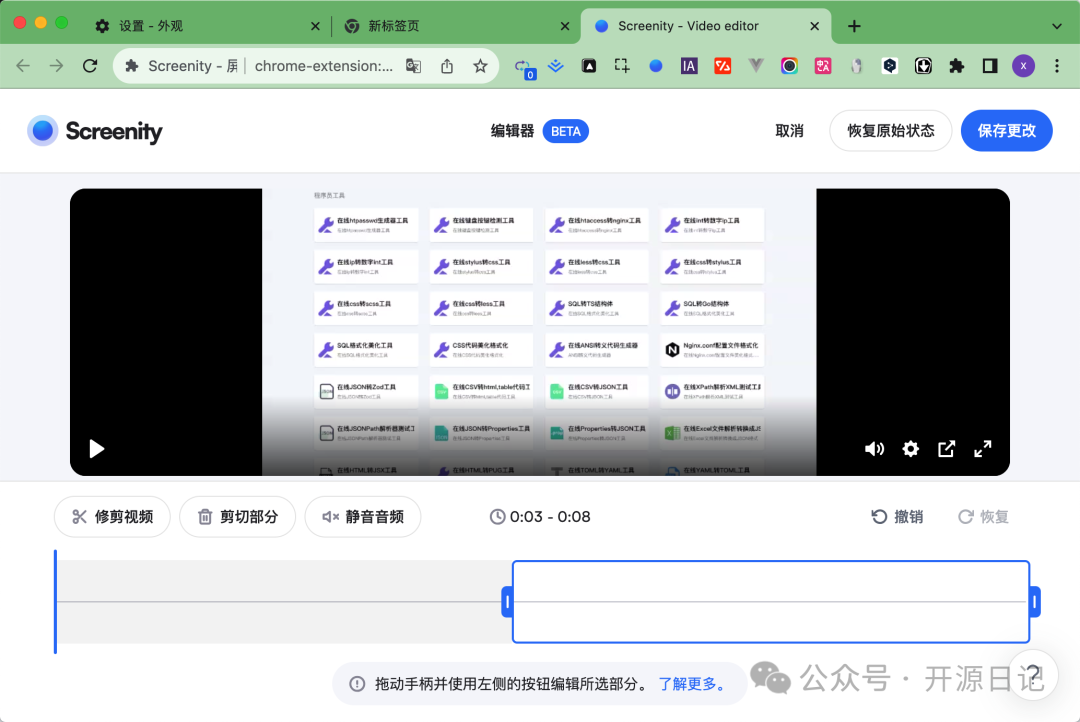 设置 - 外观
新标签页
Screenity - Video editor
Screenity - 屏
chrome-extension:...
0
IA
X
Screenity
编辑器 BETA
取消
恢复原始状态
保存更改
程序员工具
在线htpasswd生成器工具
在线键盘按键检测工具
在线htaccess转nginx工具
在线int转数字ip工具
在线ip转数字int工具
在线stylus转css工具
在线less转css工具
在线css转stylus工具
在线css转scss工具
在线css转less工具
SQL转TS结构体
SQL转Go结构体
SQL格式化美化工具
CSS代码美化格式化
在线ANSI转义代码生成器
Nginx.conf配置文件格式化
在线JSON转Zod工具
在线CSV转html,table代码工
在线CSV转JSON工具
在线XPath解析XML测试工具
在线JSONPath解析器测试工
在线JSON转Properties工具
在线Properties转JSON工具
在线Excel文件解析转换成JS
在线HTML转JSX工具
在线HTML转PUG工具
在线TOML转YAML工具
在线YAML转TOML工具
修剪视频
剪切部分
静音音频
0:03 - 0:08
撤销
恢复
拖动手柄并使用左侧的按钮编辑所选部分。 了解更多。
公众号 · 开源日记
?